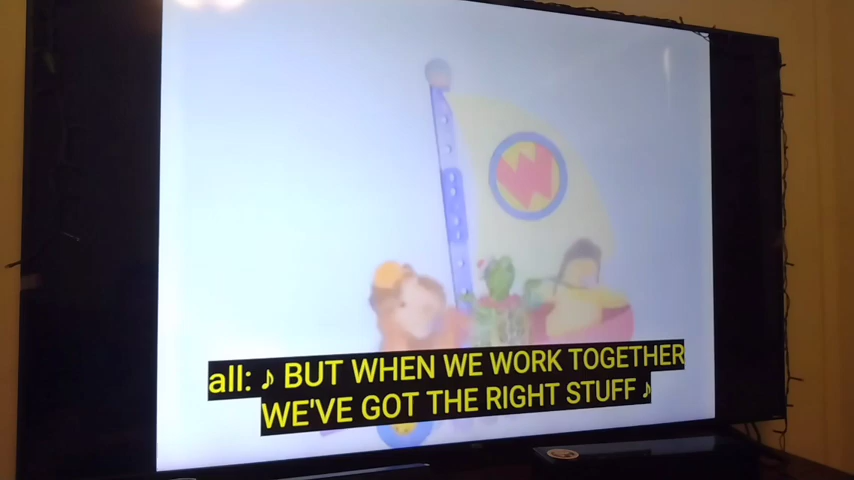 W
all: ♪ BUT WHEN WE WORK TOGETHER
WE'VE GOT THE RIGHT STUFF ♪